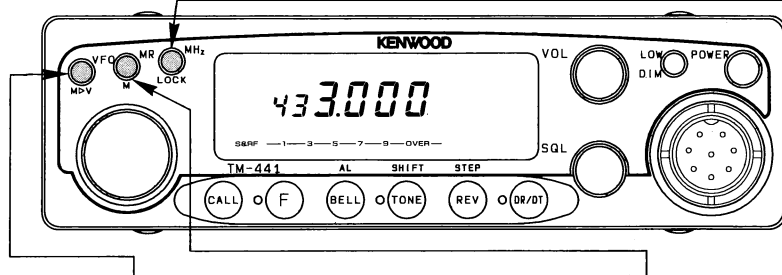 KENWOOD
VFO MR MHz
M▷V M LOCK
433.000
S&RF 1 3 5 7 9 OVER
VOL LOW POWER
D.I.M
SQL
TM-441 AL SHIFT STEP
CALL F BELL TONE REV DR/DT